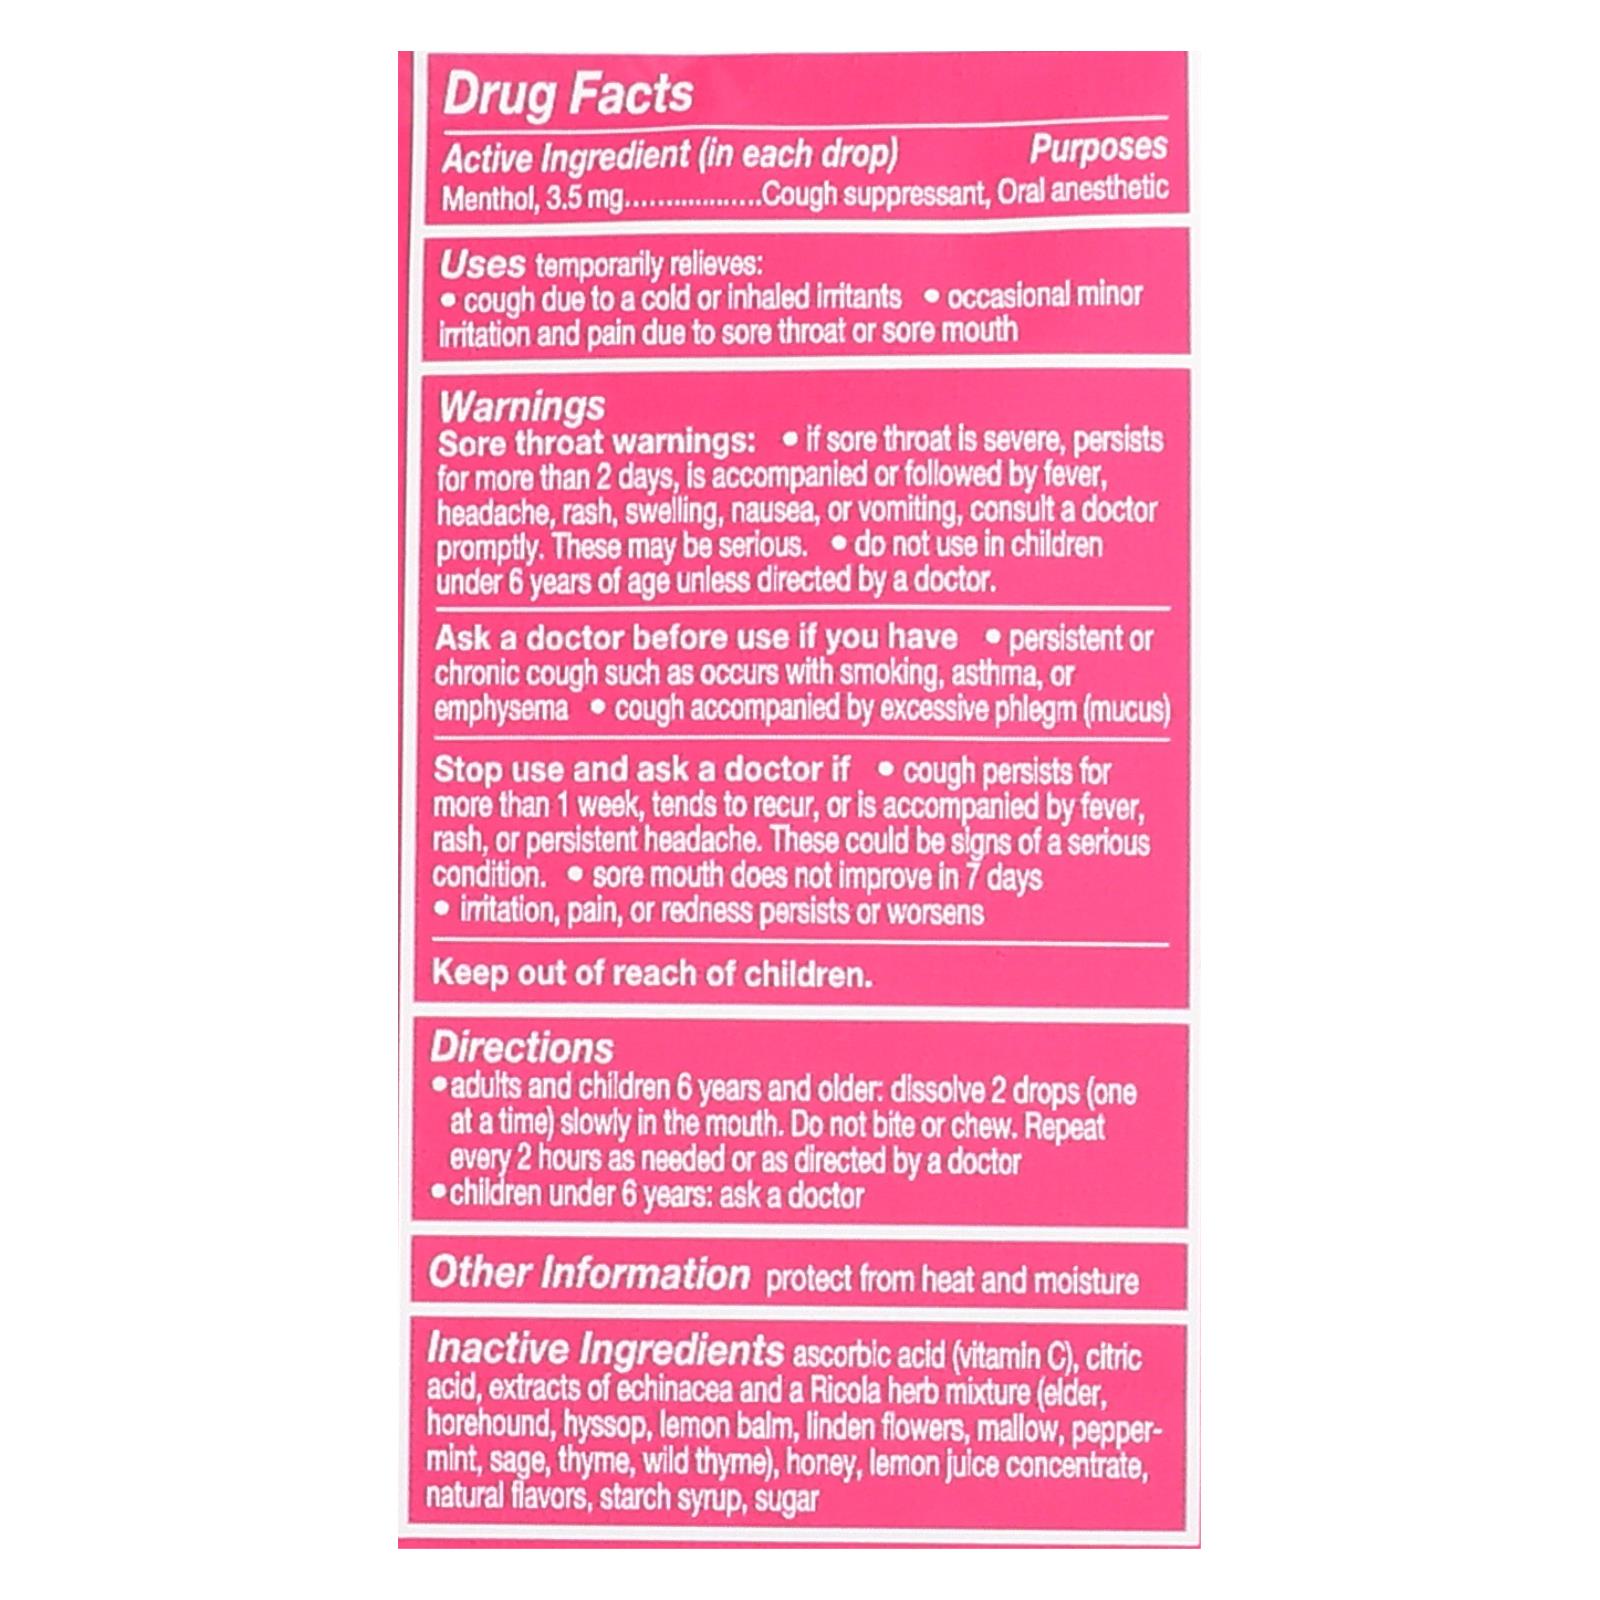 Drug Facts
Active Ingredient (in each drop) Purposes
Menthol, 3.5 mg..................Cough suppressant, Oral anesthetic
Uses temporarily relieves:
• cough due to a cold or inhaled irritants • occasional minor
irritation and pain due to sore throat or sore mouth
Warnings
Sore throat warnings: • if sore throat is severe, persists
for more than 2 days, is accompanied or followed by fever,
headache, rash, swelling, nausea, or vomiting, consult a doctor
promptly. These may be serious. • do not use in children
under 6 years of age unless directed by a doctor.
Ask a doctor before use if you have • persistent or
chronic cough such as occurs with smoking, asthma, or
emphysema • cough accompanied by excessive phlegm (mucus)
Stop use and ask a doctor if • cough persists for
more than 1 week, tends to recur, or is accompanied by fever,
rash, or persistent headache. These could be signs of a serious
condition. • sore mouth does not improve in 7 days
• irritation, pain, or redness persists or worsens
Keep out of reach of children.
Directions
• adults and children 6 years and older: dissolve 2 drops (one
at a time) slowly in the mouth. Do not bite or chew. Repeat
every 2 hours as needed or as directed by a doctor
• children under 6 years: ask a doctor
Other Information protect from heat and moisture
Inactive Ingredients ascorbic acid (vitamin C), citric
acid, extracts of echinacea and a Ricola herb mixture (elder,
horehound, hyssop, lemon balm, linden flowers, mallow, pepper-
mint, sage, thyme, wild thyme), honey, lemon juice concentrate,
natural flavors, starch syrup, sugar